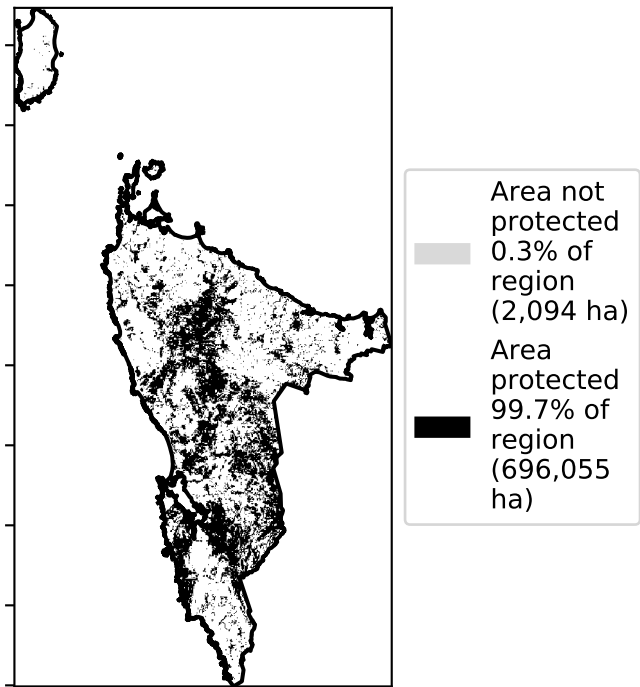 Area not
protected
0.3% of
region
(2,094 ha)
Area
protected
99.7% of
region
(696,055
ha)